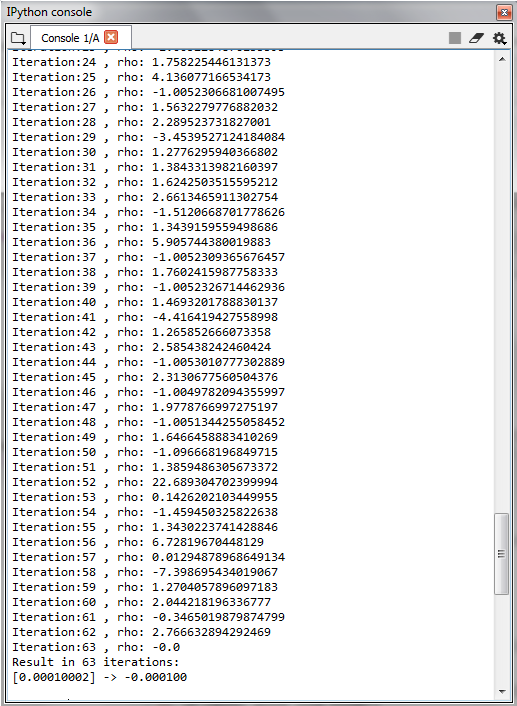 IPython console
Console 1/A
Iteration:24 , rho: 1.758225446131373
Iteration:25 , rho: 4.136077166534173
Iteration:26 , rho: -1.0052306681007495
Iteration:27 , rho: 1.5632279776882032
Iteration:28 , rho: 2.289523731827001
Iteration:29 , rho: -3.4539527124184084
Iteration:30 , rho: 1.2776295940366802
Iteration:31 , rho: 1.3843313982160397
Iteration:32 , rho: 1.6242503515595212
Iteration:33 , rho: 2.6613465911302754
Iteration:34 , rho: -1.5120668701778626
Iteration:35 , rho: 1.3439159559498686
Iteration:36 , rho: 5.905744380019883
Iteration:37 , rho: -1.0052309365676457
Iteration:38 , rho: 1.7602415987758333
Iteration:39 , rho: -1.0052326714462936
Iteration:40 , rho: 1.4693201788830137
Iteration:41 , rho: -4.416419427558998
Iteration:42 , rho: 1.265852666073358
Iteration:43 , rho: 2.585438242460424
Iteration:44 , rho: -1.0053010777302889
Iteration:45 , rho: 2.3130677560504376
Iteration:46 , rho: -1.0049782094355997
Iteration:47 , rho: 1.9778766997275197
Iteration:48 , rho: -1.0051344255058452
Iteration:49 , rho: 1.6466458883410269
Iteration:50 , rho: -1.096668196849715
Iteration:51 , rho: 1.3859486305673372
Iteration:52 , rho: 22.689304702399994
Iteration:53 , rho: 0.1426202103449955
Iteration:54 , rho: -1.459450325822638
Iteration:55 , rho: 1.3430223741428846
Iteration:56 , rho: 6.72819670448129
Iteration:57 , rho: 0.01294878968649134
Iteration:58 , rho: -7.398695434019067
Iteration:59 , rho: 1.2704057896097183
Iteration:60 , rho: 2.044218196336777
Iteration:61 , rho: -0.3465019879874799
Iteration:62 , rho: 2.766632894292469
Iteration:63 , rho: -0.0
Result in 63 iterations:
[0.00010002] -> -0.000100